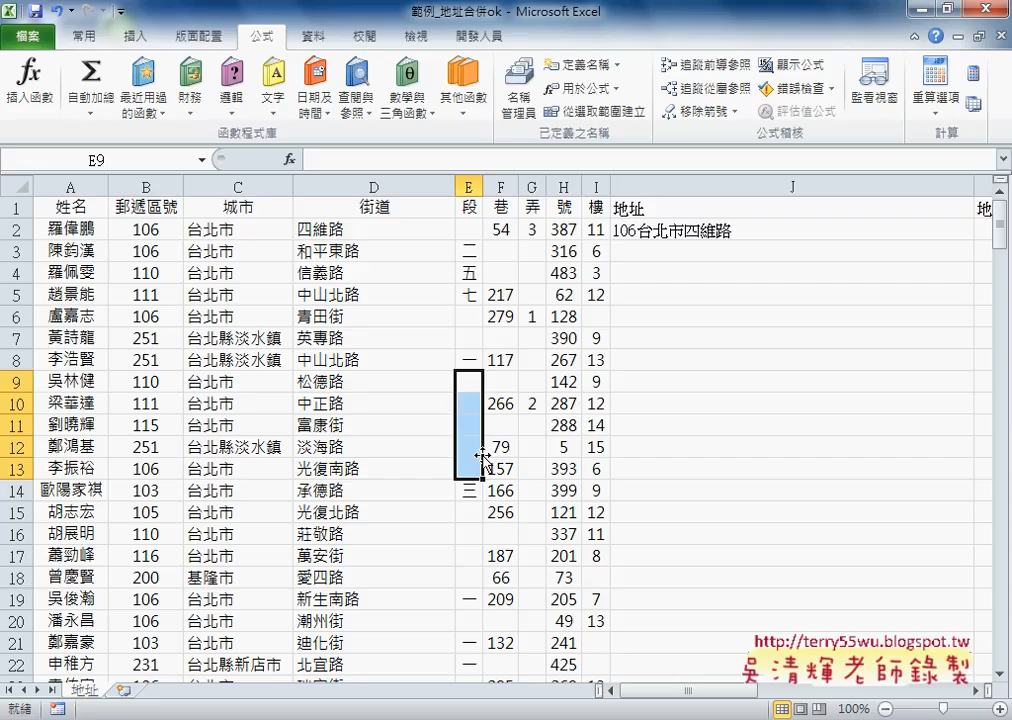 範例_地址合併ok - Microsoft Excel
檔案 常用 插入 版面配置 公式 資料 校閱 檢視 開發人員
插入函數 自動加總 最近用過的函數 財務 邏輯 文字 日期及時間 查閱與參照 數學與三角函數 其他函數
函數程式庫
名稱管理員 定義名稱 用於公式 從選取範圍建立
已定義之名稱
追蹤前導參照 追蹤從屬參照 移除箭號 顯示公式 錯誤檢查 評估值公式 監看視窗
公式稽核
重算選項
計算
E9 fx
A B C D E F G H I J
1 姓名 郵遞區號 城市 街道 段 巷 弄 號 樓 地址 地
2 羅偉鵬 106 台北市 四維路 54 3 387 11 106台北市四維路
3 陳鈞漢 106 台北市 和平東路 二 316 6
4 羅佩雯 110 台北市 信義路 五 483 3
5 趙景能 111 台北市 中山北路 七 217 62 12
6 盧嘉志 106 台北市 青田街 279 1 128
7 黃詩龍 251 台北縣淡水鎮 英專路 390 9
8 李浩賢 251 台北縣淡水鎮 中山北路 一 117 267 13
9 吳林健 110 台北市 松德路 142 9
10 梁華達 111 台北市 中正路 266 2 287 12
11 劉曉輝 115 台北市 富康街 288 14
12 鄭鴻基 251 台北縣淡水鎮 淡海路 79 5 15
13 李振裕 106 台北市 光復南路 157 393 6
14 歐陽家祺 103 台北市 承德路 三 166 399 9
15 胡志宏 105 台北市 光復北路 256 121 12
16 胡展明 110 台北市 莊敬路 337 11
17 蕭勁峰 116 台北市 萬安街 187 201 8
18 曾慶賢 200 基隆市 愛四路 66 73
19 吳俊瀚 106 台北市 新生南路 一 209 205 7
20 潘永昌 106 台北市 潮州街 49 13
21 鄭嘉豪 103 台北市 迪化街 一 132 241
22 申稚方 231 台北縣新店市 北宜路 一 425
http://terry55wu.blogspot.tw
吳清輝老師錄製
地址
就緒 100%